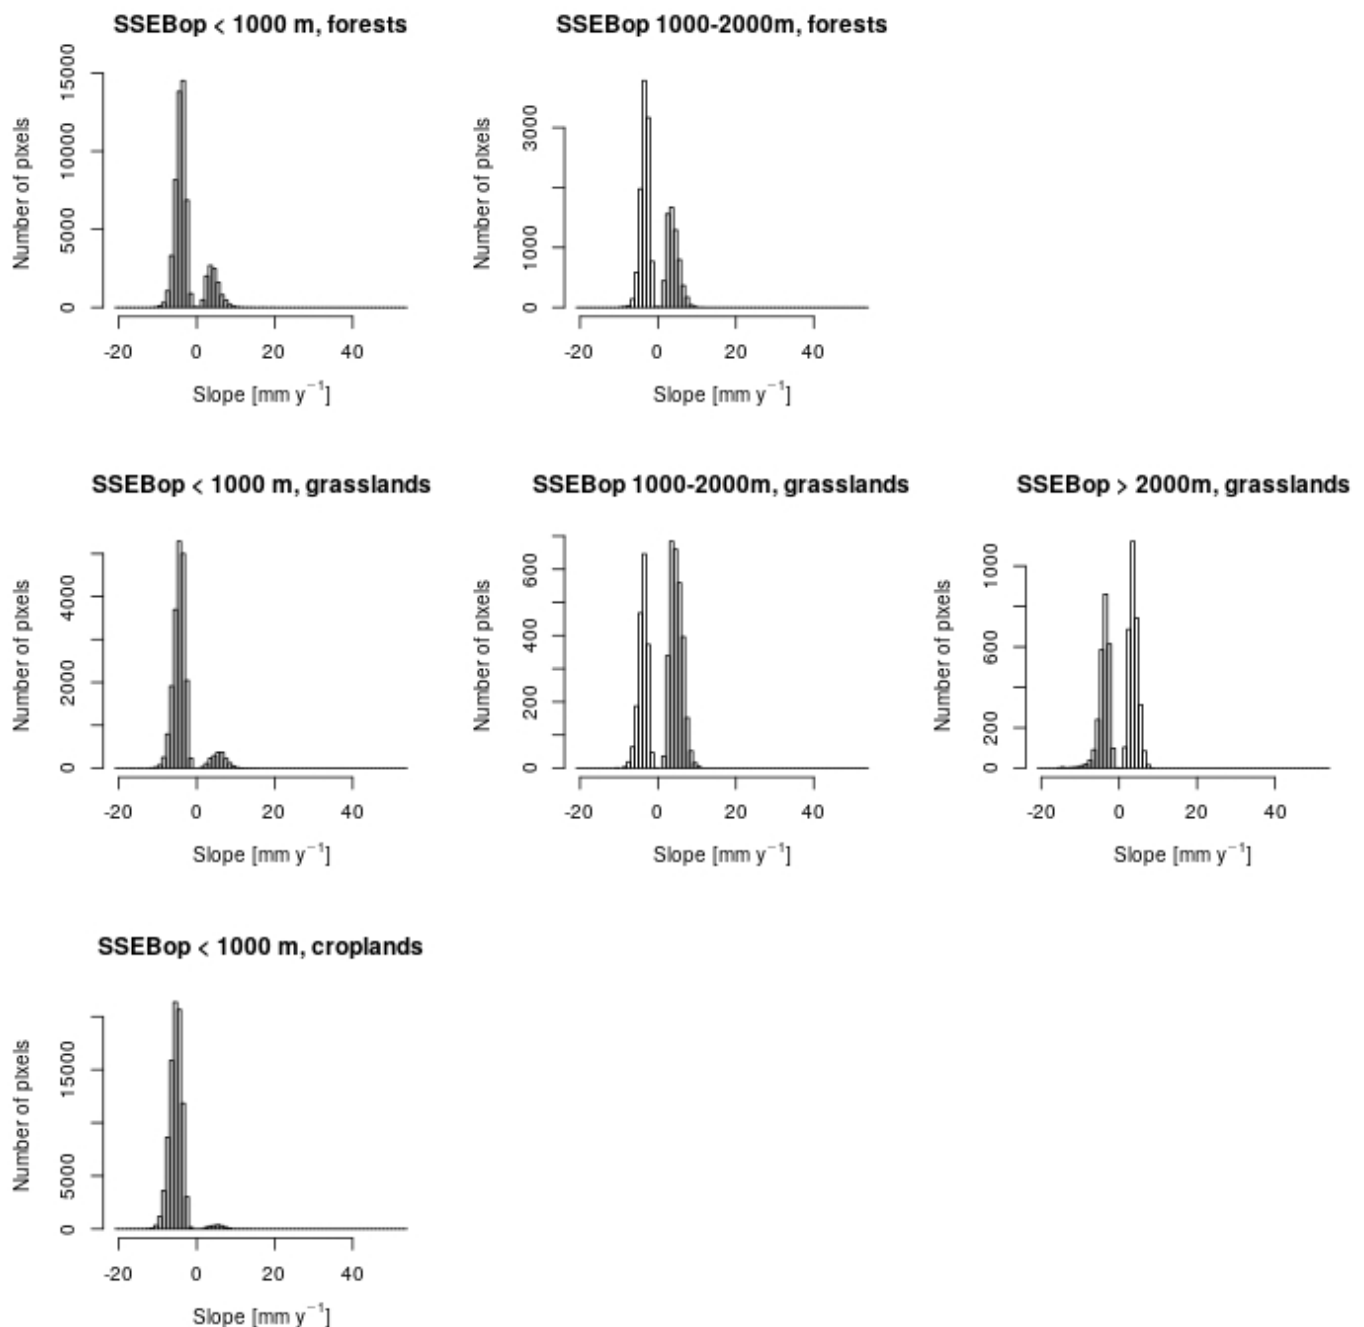 SSEBop < 1000 m, forests
Number of pixels
15000
10000
5000
0
-20 0 20 40
Slope [mm y⁻¹]
SSEBop 1000-2000m, forests
Number of pixels
3000
1000
0
-20 0 20 40
Slope [mm y⁻¹]
SSEBop < 1000 m, grasslands
Number of pixels
4000
2000
0
-20 0 20 40
Slope [mm y⁻¹]
SSEBop 1000-2000m, grasslands
Number of pixels
600
400
200
0
-20 0 20 40
Slope [mm y⁻¹]
SSEBop > 2000m, grasslands
Number of pixels
1000
600
200
0
-20 0 20 40
Slope [mm y⁻¹]
SSEBop < 1000 m, croplands
Number of pixels
15000
5000
0
-20 0 20 40
Slope [mm y⁻¹]